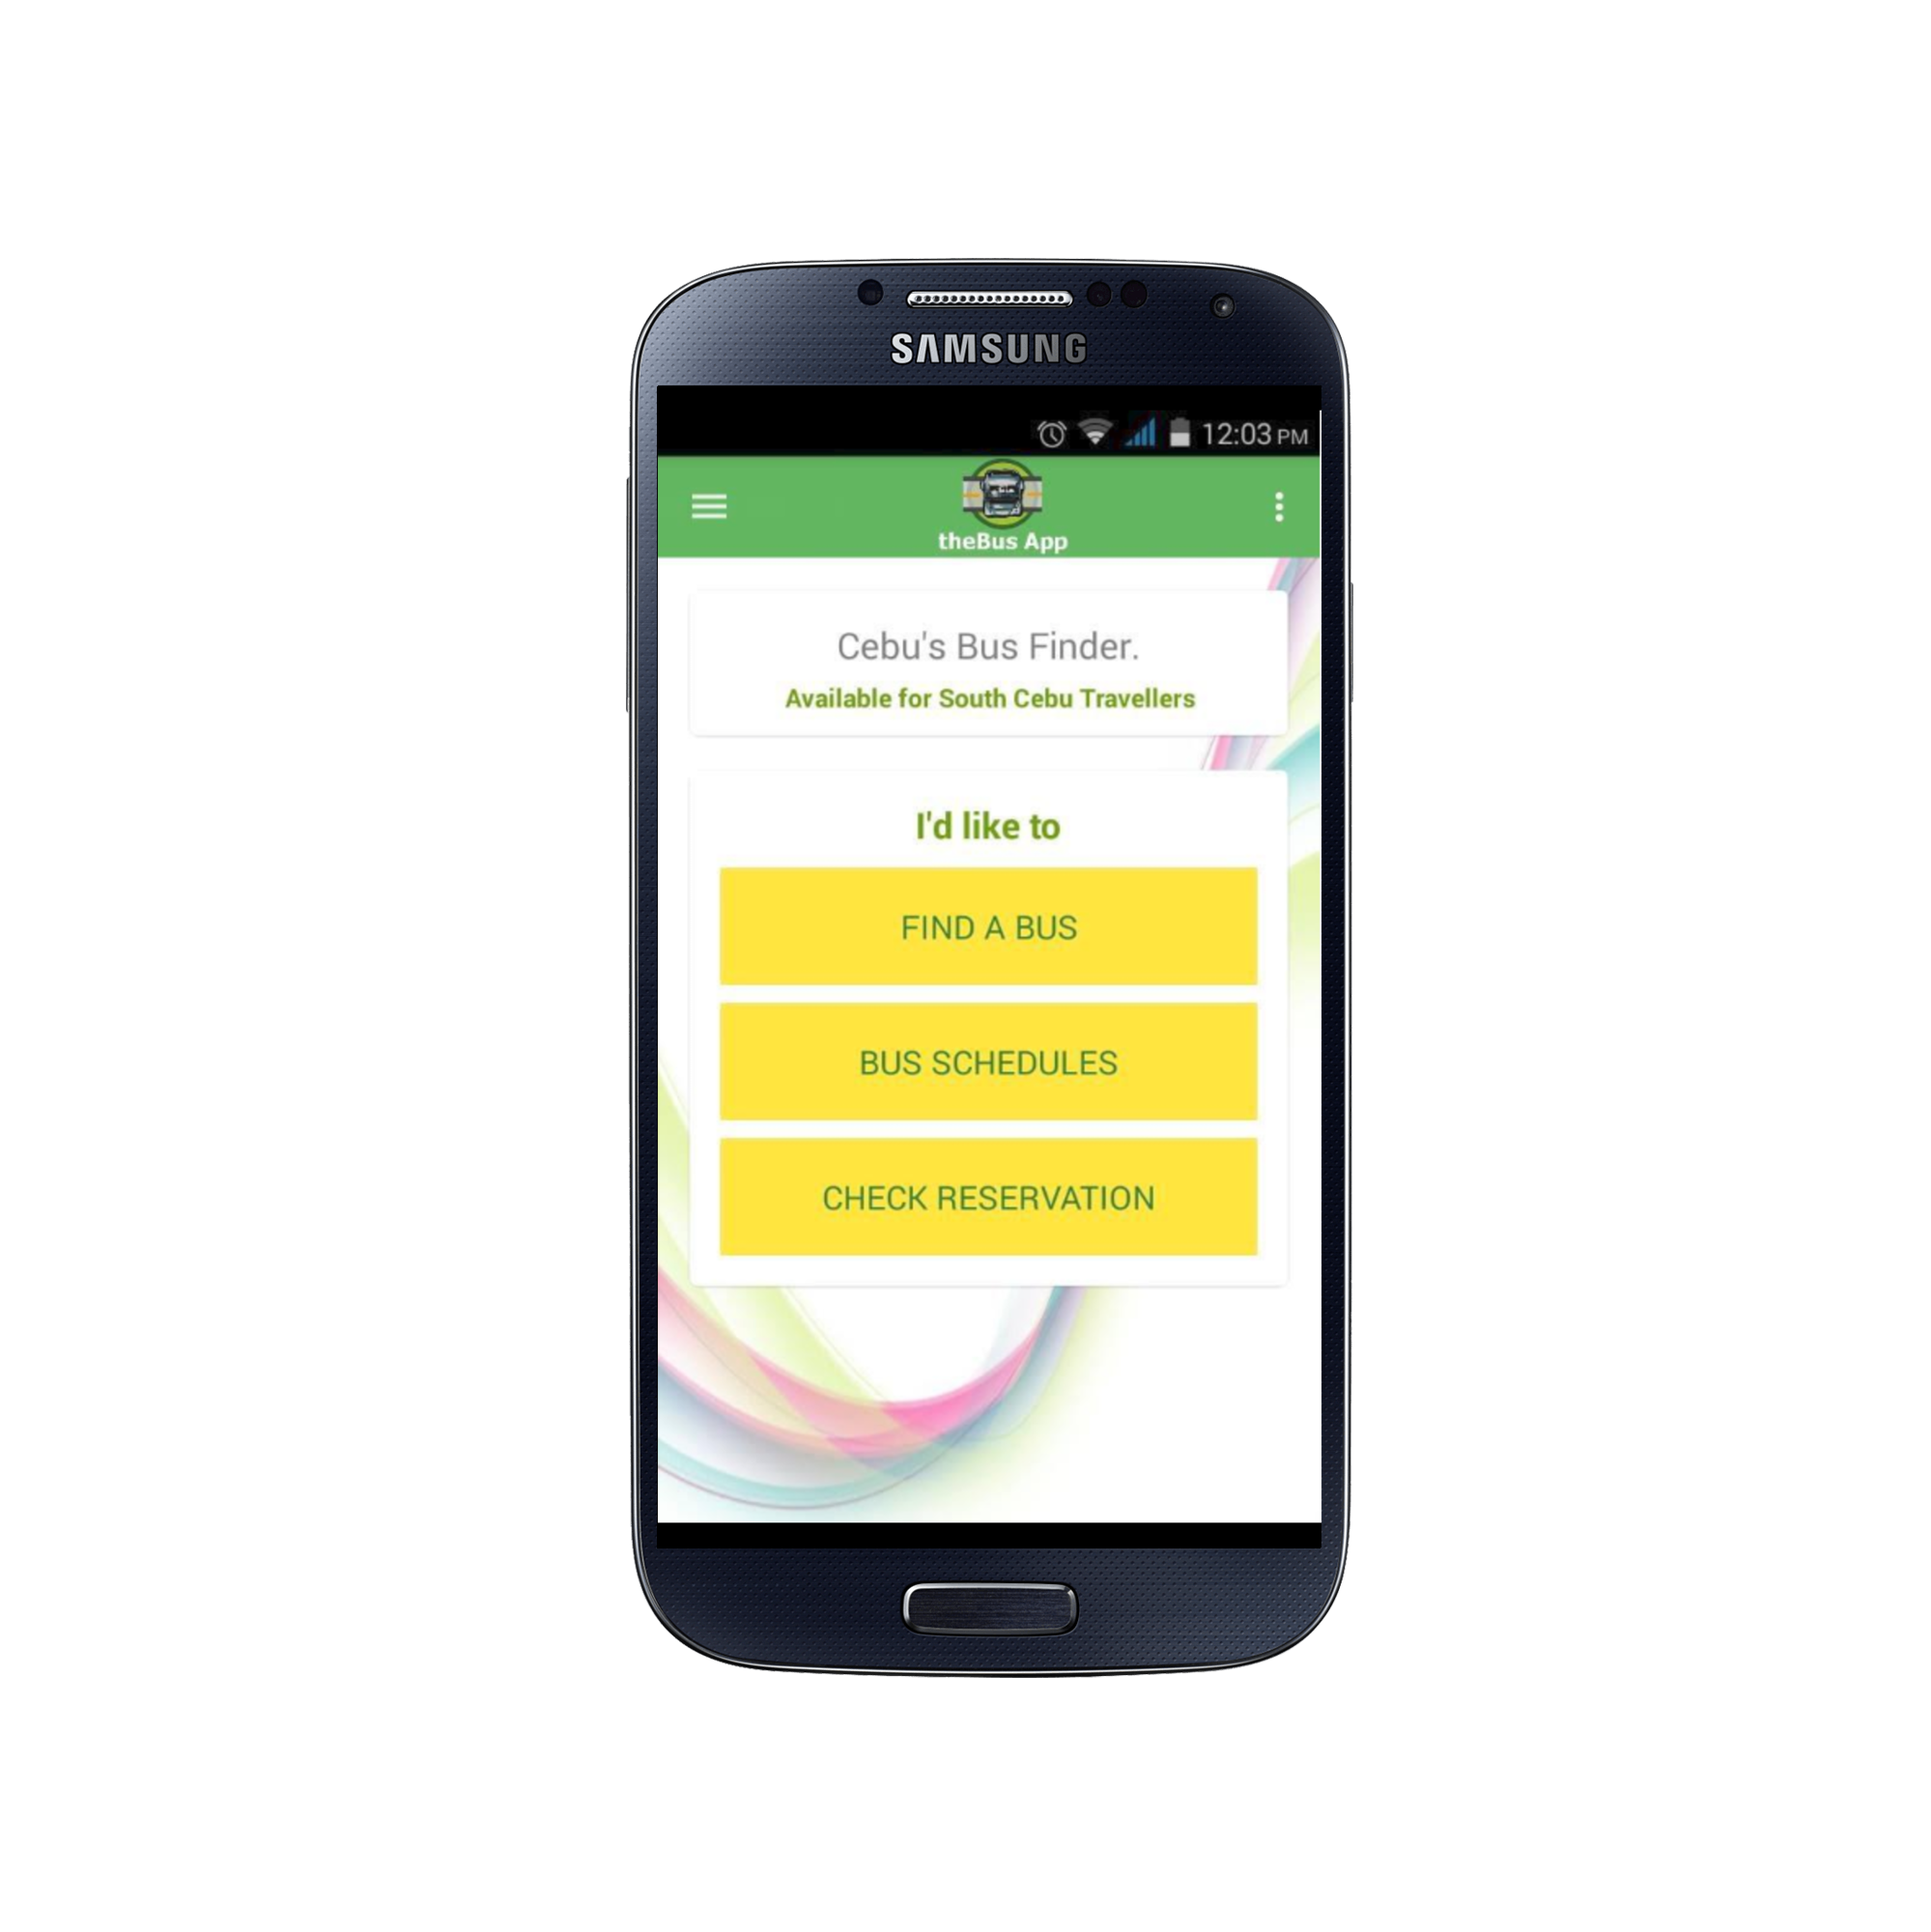 SAMSUNG
12:03 PM
theBus App
Cebu's Bus Finder.
Available for South Cebu Travellers
I'd like to
FIND A BUS
BUS SCHEDULES
CHECK RESERVATION